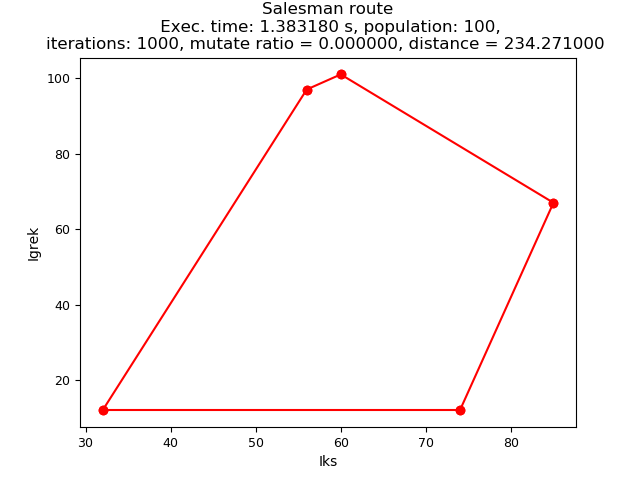 Salesman route
Exec. time: 1.383180 s, population: 100,
iterations: 1000, mutate ratio = 0.000000, distance = 234.271000
100
80
60
40
20
Igrek
30 40 50 60 70 80
Iks